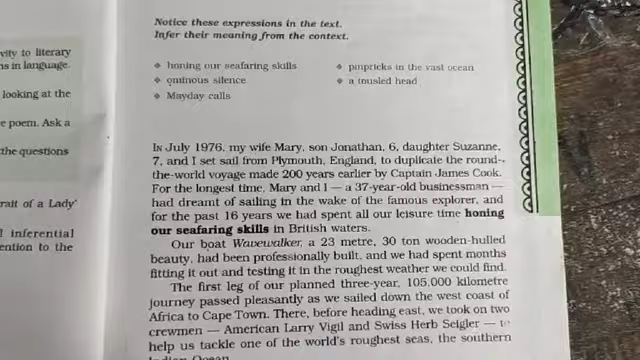 vity to literary
ns in language.
looking at the
e poem. Ask a
the questions
rait of a Lady'
l inferential
ention to the
Notice these expressions in the text.
Infer their meaning from the context.
❖ honing our seafaring skills
❖ ominous silence
❖ Mayday calls
❖ pinpricks in the vast ocean
❖ a tousled head
IN July 1976, my wife Mary, son Jonathan, 6, daughter Suzanne,
7, and I set sail from Plymouth, England, to duplicate the round-
the-world voyage made 200 years earlier by Captain James Cook.
For the longest time, Mary and I — a 37-year-old businessman —
had dreamt of sailing in the wake of the famous explorer, and
for the past 16 years we had spent all our leisure time honing
our seafaring skills in British waters.
Our boat Wavewalker, a 23 metre, 30 ton wooden-hulled
beauty, had been professionally built, and we had spent months
fitting it out and testing it in the roughest weather we could find.
The first leg of our planned three-year, 105,000 kilometre
journey passed pleasantly as we sailed down the west coast of
Africa to Cape Town. There, before heading east, we took on two
crewmen — American Larry Vigil and Swiss Herb Seigler — to
help us tackle one of the world's roughest seas, the southern
Indian Ocean.